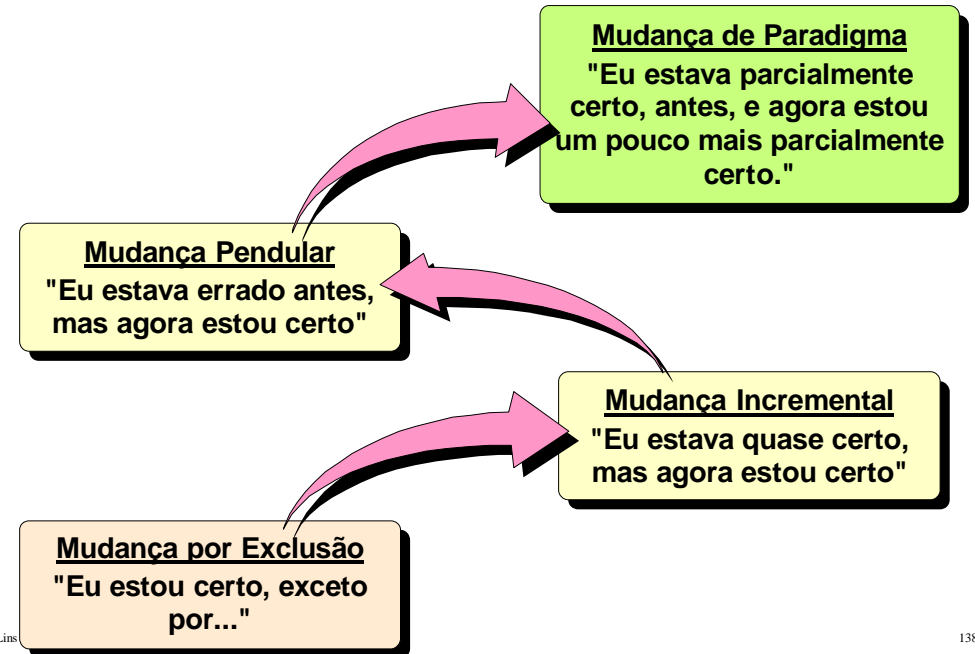 Mudança de Paradigma
"Eu estava parcialmente
certo, antes, e agora estou
um pouco mais parcialmente
certo."
Mudança Pendular
"Eu estava errado antes,
mas agora estou certo"
Mudança Incremental
"Eu estava quase certo,
mas agora estou certo"
Mudança por Exclusão
"Eu estou certo, exceto
por..."
Lins
138